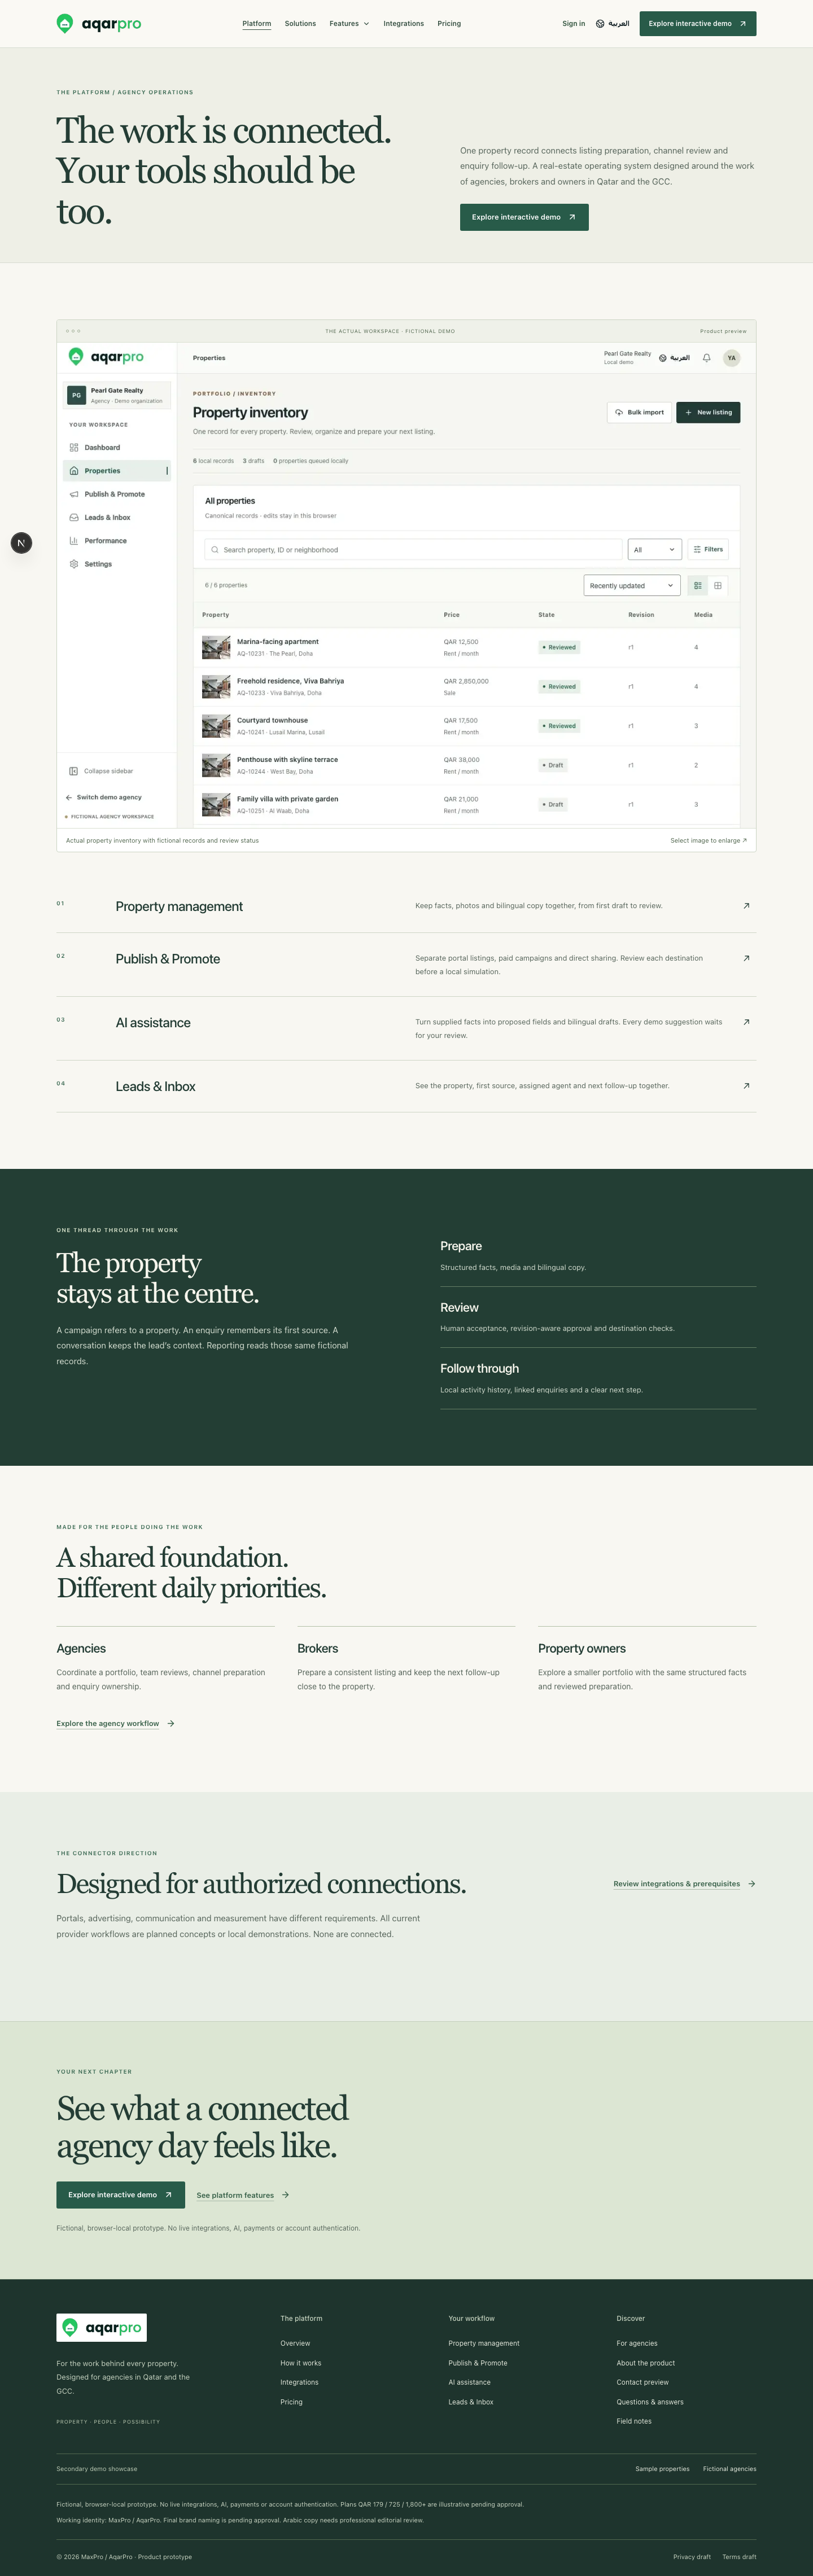 aqarpro
Platform
Solutions
Features
Integrations
Pricing
Sign in
العربية
Explore interactive demo
THE PLATFORM / AGENCY OPERATIONS
The work is connected.
Your tools should be
too.
One property record connects listing preparation, channel review and
enquiry follow-up. A real-estate operating system designed around the work
of agencies, brokers and owners in Qatar and the GCC.
Explore interactive demo
THE ACTUAL WORKSPACE · FICTIONAL DEMO
Product preview
aqarpro
Properties
Pearl Gate Realty
Local demo
العربية
YA
PG
Pearl Gate Realty
Agency · Demo organization
YOUR WORKSPACE
Dashboard
Properties
Publish & Promote
Leads & Inbox
Performance
Settings
Collapse sidebar
Switch demo agency
FICTIONAL AGENCY WORKSPACE
PORTFOLIO / INVENTORY
Property inventory
One record for every property. Review, organize and prepare your next listing.
Bulk import
New listing
6 local records 3 drafts 0 properties queued locally
All properties
Canonical records · edits stay in this browser
Search property, ID or neighborhood
All
Filters
6 / 6 properties
Recently updated
Property Price State Revision Media
Marina-facing apartment
AQ-10231 · The Pearl, Doha
QAR 12,500
Rent / month
Reviewed
r1
4
Freehold residence, Viva Bahriya
AQ-10233 · Viva Bahriya, Doha
QAR 2,850,000
Sale
Reviewed
r1
4
Courtyard townhouse
AQ-10241 · Lusail Marina, Lusail
QAR 17,500
Rent / month
Reviewed
r1
3
Penthouse with skyline terrace
AQ-10244 · West Bay, Doha
QAR 38,000
Rent / month
Draft
r1
2
Family villa with private garden
AQ-10251 · Al Waab, Doha
QAR 21,000
Rent / month
Draft
r1
3
Actual property inventory with fictional records and review status
Select image to enlarge ↗
N
01
Property management
Keep facts, photos and bilingual copy together, from first draft to review.
02
Publish & Promote
Separate portal listings, paid campaigns and direct sharing. Review each destination
before a local simulation.
03
AI assistance
Turn supplied facts into proposed fields and bilingual drafts. Every demo suggestion waits
for your review.
04
Leads & Inbox
See the property, first source, assigned agent and next follow-up together.
ONE THREAD THROUGH THE WORK
The property
stays at the centre.
A campaign refers to a property. An enquiry remembers its first source. A
conversation keeps the lead's context. Reporting reads those same fictional
records.
Prepare
Structured facts, media and bilingual copy.
Review
Human acceptance, revision-aware approval and destination checks.
Follow through
Local activity history, linked enquiries and a clear next step.
MADE FOR THE PEOPLE DOING THE WORK
A shared foundation.
Different daily priorities.
Agencies
Coordinate a portfolio, team reviews, channel preparation
and enquiry ownership.
Brokers
Prepare a consistent listing and keep the next follow-up
close to the property.
Property owners
Explore a smaller portfolio with the same structured facts
and reviewed preparation.
Explore the agency workflow
THE CONNECTOR DIRECTION
Designed for authorized connections.
Portals, advertising, communication and measurement have different requirements. All current
provider workflows are planned concepts or local demonstrations. None are connected.
Review integrations & prerequisites
YOUR NEXT CHAPTER
See what a connected
agency day feels like.
Explore interactive demo
See platform features
Fictional, browser-local prototype. No live integrations, AI, payments or account authentication.
aqarpro
For the work behind every property.
Designed for agencies in Qatar and the
GCC.
PROPERTY · PEOPLE · POSSIBILITY
The platform
Overview
How it works
Integrations
Pricing
Your workflow
Property management
Publish & Promote
AI assistance
Leads & Inbox
Discover
For agencies
About the product
Contact preview
Questions & answers
Field notes
Secondary demo showcase
Sample properties
Fictional agencies
Fictional, browser-local prototype. No live integrations, AI, payments or account authentication. Plans QAR 179 / 725 / 1,800+ are illustrative pending approval.
Working identity: MaxPro / AqarPro. Final brand naming is pending approval. Arabic copy needs professional editorial review.
© 2026 MaxPro / AqarPro · Product prototype
Privacy draft
Terms draft